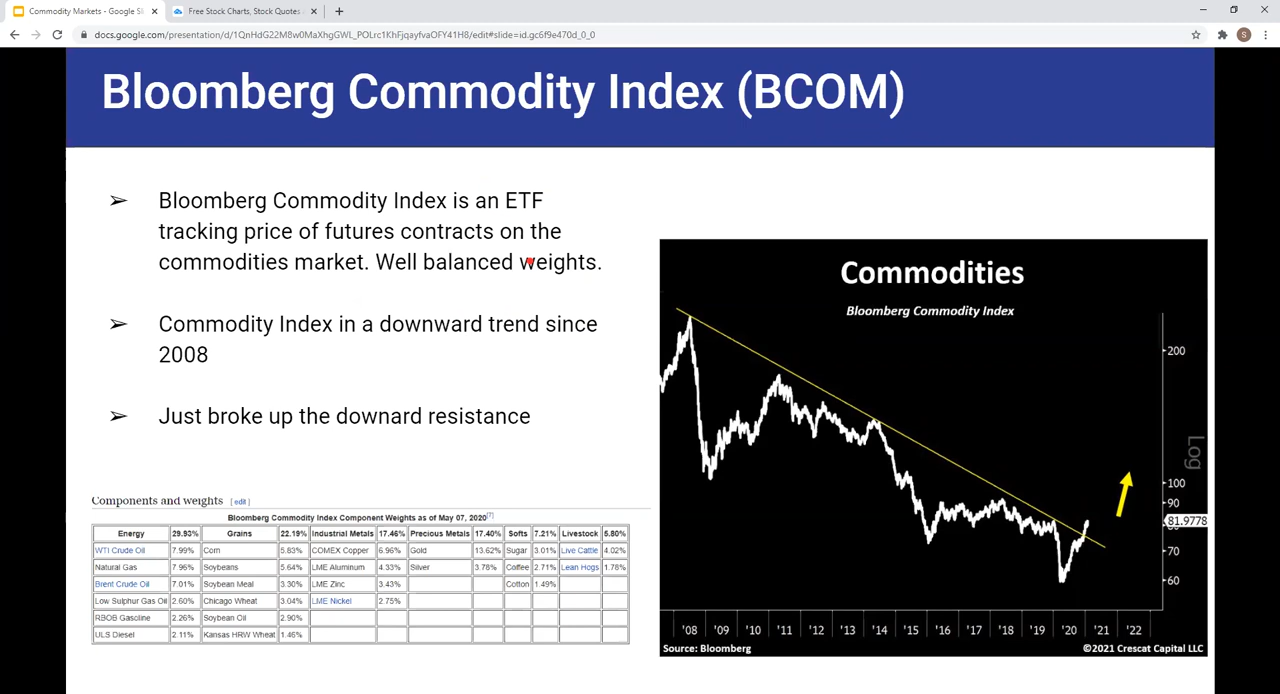 Commodity Markets - Google Sli
Free Stock Charts, Stock Quotes
docs.google.com/presentation/d/1QnHdG22M8w0MaXhgGWL_POLrc1KhFjqayfvaOFY41H8/edit#slide=id.gc6f9e470d_0_0
S
Bloomberg Commodity Index (BCOM)
➢ Bloomberg Commodity Index is an ETF
tracking price of futures contracts on the
commodities market. Well balanced weights.
➢ Commodity Index in a downward trend since
2008
➢ Just broke up the downard resistance
Components and weights [edit]
Bloomberg Commodity Index Component Weights as of May 07, 2020[7]
Energy 29.93% Grains 22.19% Industrial Metals 17.46% Precious Metals 17.40% Softs 7.21% Livestock 5.80%
WTI Crude Oil 7.99% Corn 5.83% COMEX Copper 6.96% Gold 13.62% Sugar 3.01% Live Cattle 4.02%
Natural Gas 7.96% Soybeans 5.64% LME Aluminum 4.33% Silver 3.78% Coffee 2.71% Lean Hogs 1.78%
Brent Crude Oil 7.01% Soybean Meal 3.30% LME Zinc 3.43% Cotton 1.49%
Low Sulphur Gas Oil 2.60% Chicago Wheat 3.04% LME Nickel 2.75%
RBOB Gasoline 2.26% Soybean Oil 2.90%
ULS Diesel 2.11% Kansas HRW Wheat 1.46%
Commodities
Bloomberg Commodity Index
200
Log
100
90
81.9778
70
60
'08 '09 '10 '11 '12 '13 '14 '15 '16 '17 '18 '19 '20 '21 '22
Source: Bloomberg ©2021 Crescat Capital LLC